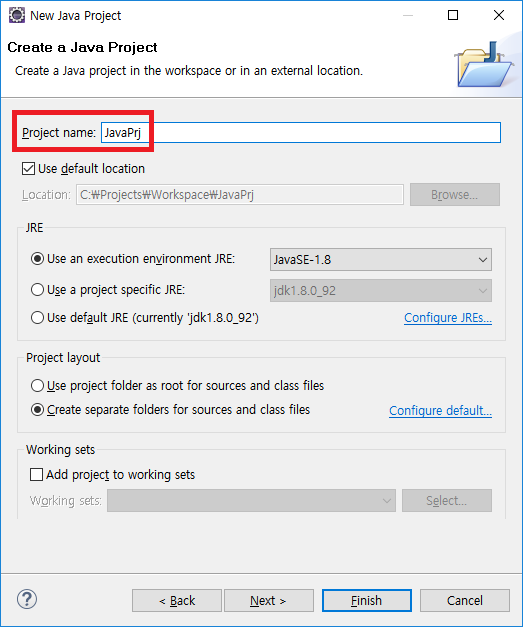 New Java Project
Create a Java Project
Create a Java project in the workspace or in an external location.
Project name: JavaPrj
Use default location
Location: C:₩Projects₩Workspace₩JavaPrj Browse...
JRE
Use an execution environment JRE: JavaSE-1.8
Use a project specific JRE: jdk1.8.0_92
Use default JRE (currently 'jdk1.8.0_92') Configure JREs...
Project layout
Use project folder as root for sources and class files
Create separate folders for sources and class files Configure default...
Working sets
Add project to working sets
Working sets: Select...
? < Back Next > Finish Cancel